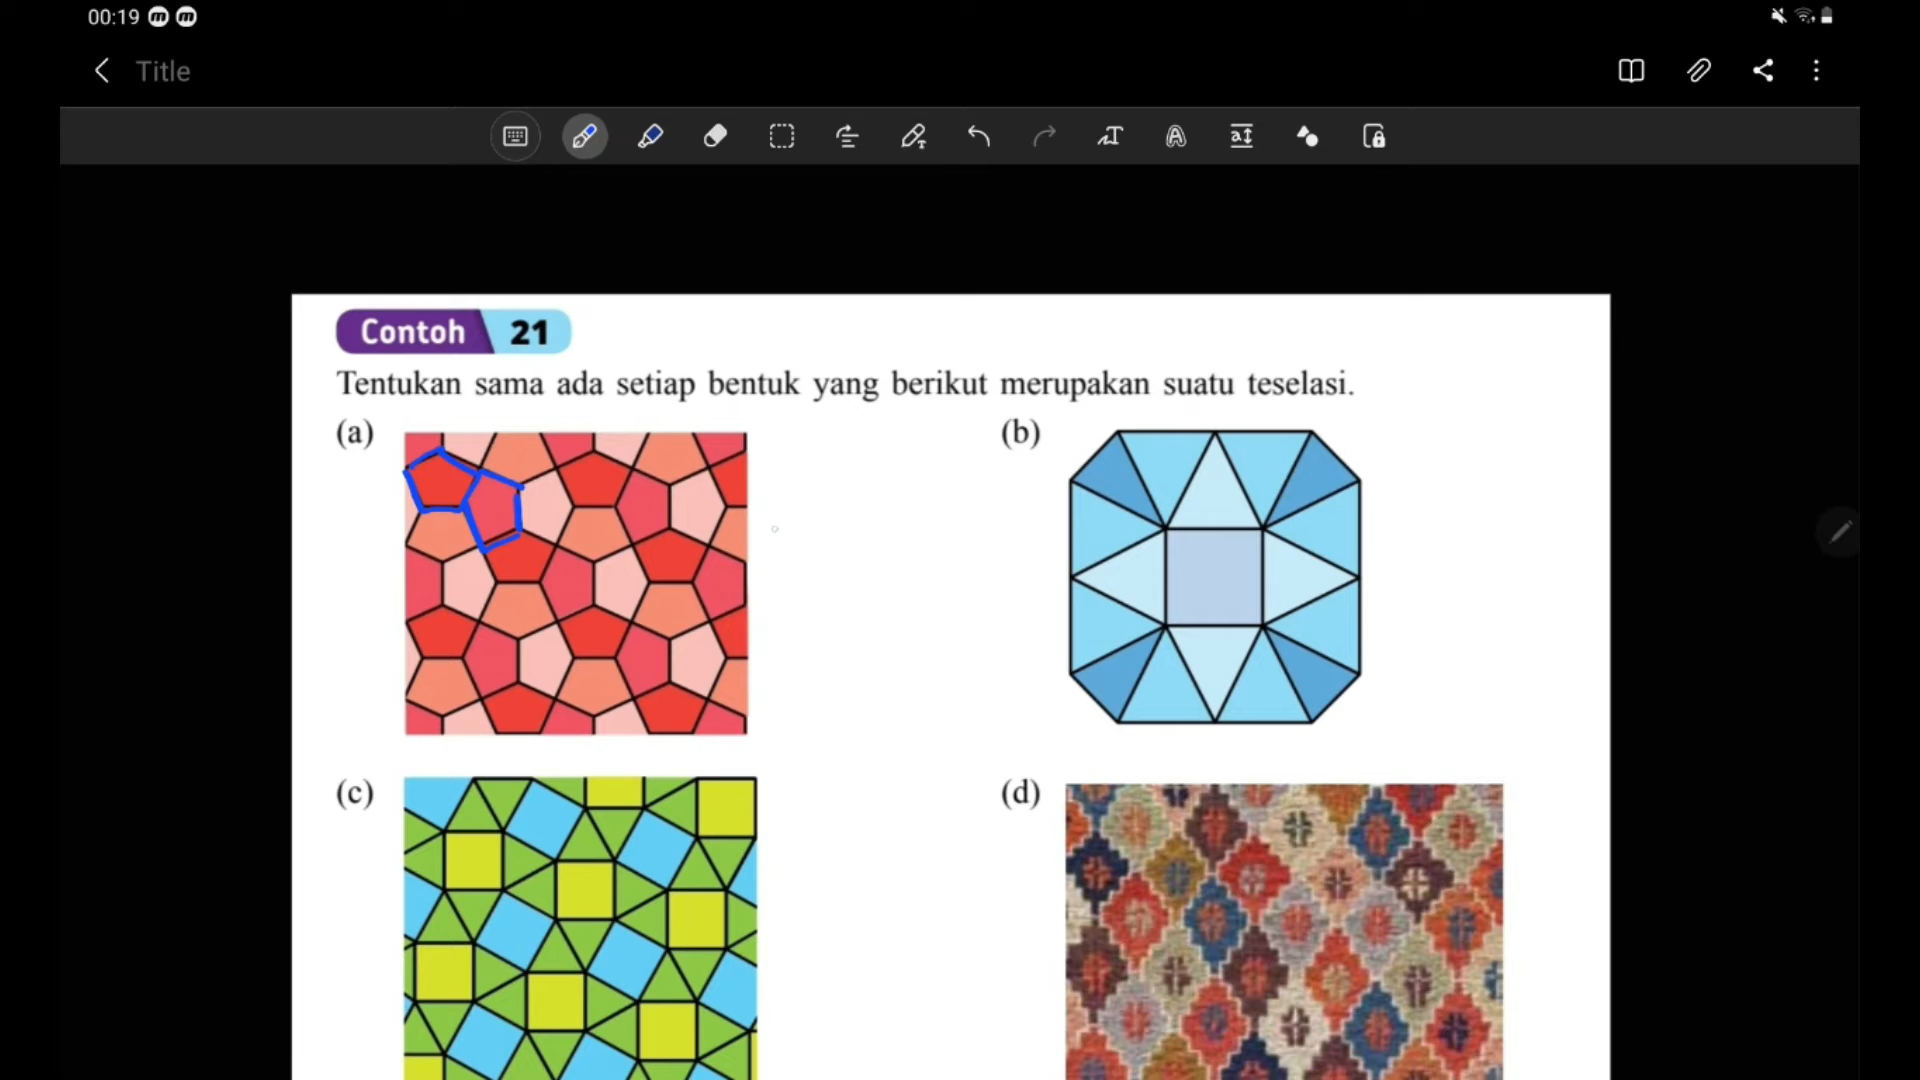 00:19
Title
Contoh 21
Tentukan sama ada setiap bentuk yang berikut merupakan suatu teselasi.
(a)
(b)
(c)
(d)